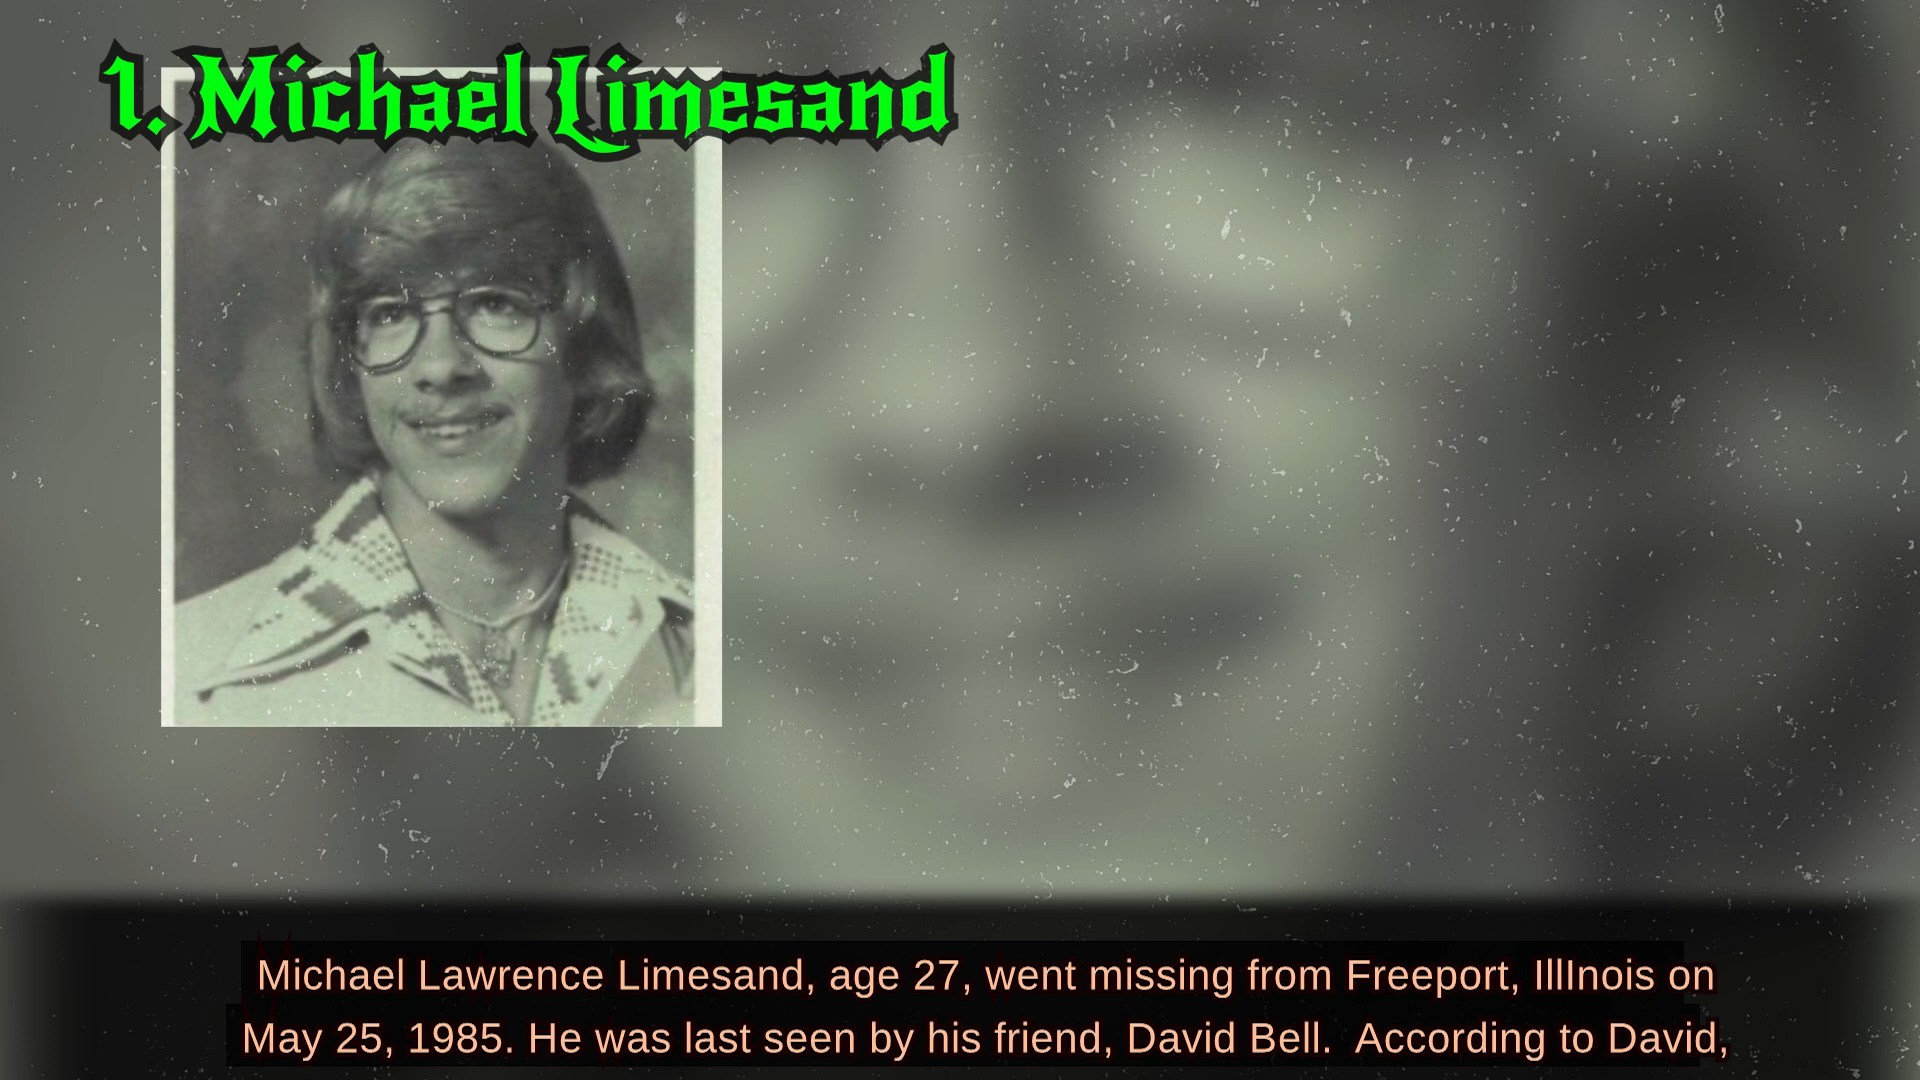 1. Michael Limesand
Michael Lawrence Limesand, age 27, went missing from Freeport, IllInois on
May 25, 1985. He was last seen by his friend, David Bell.  According to David,